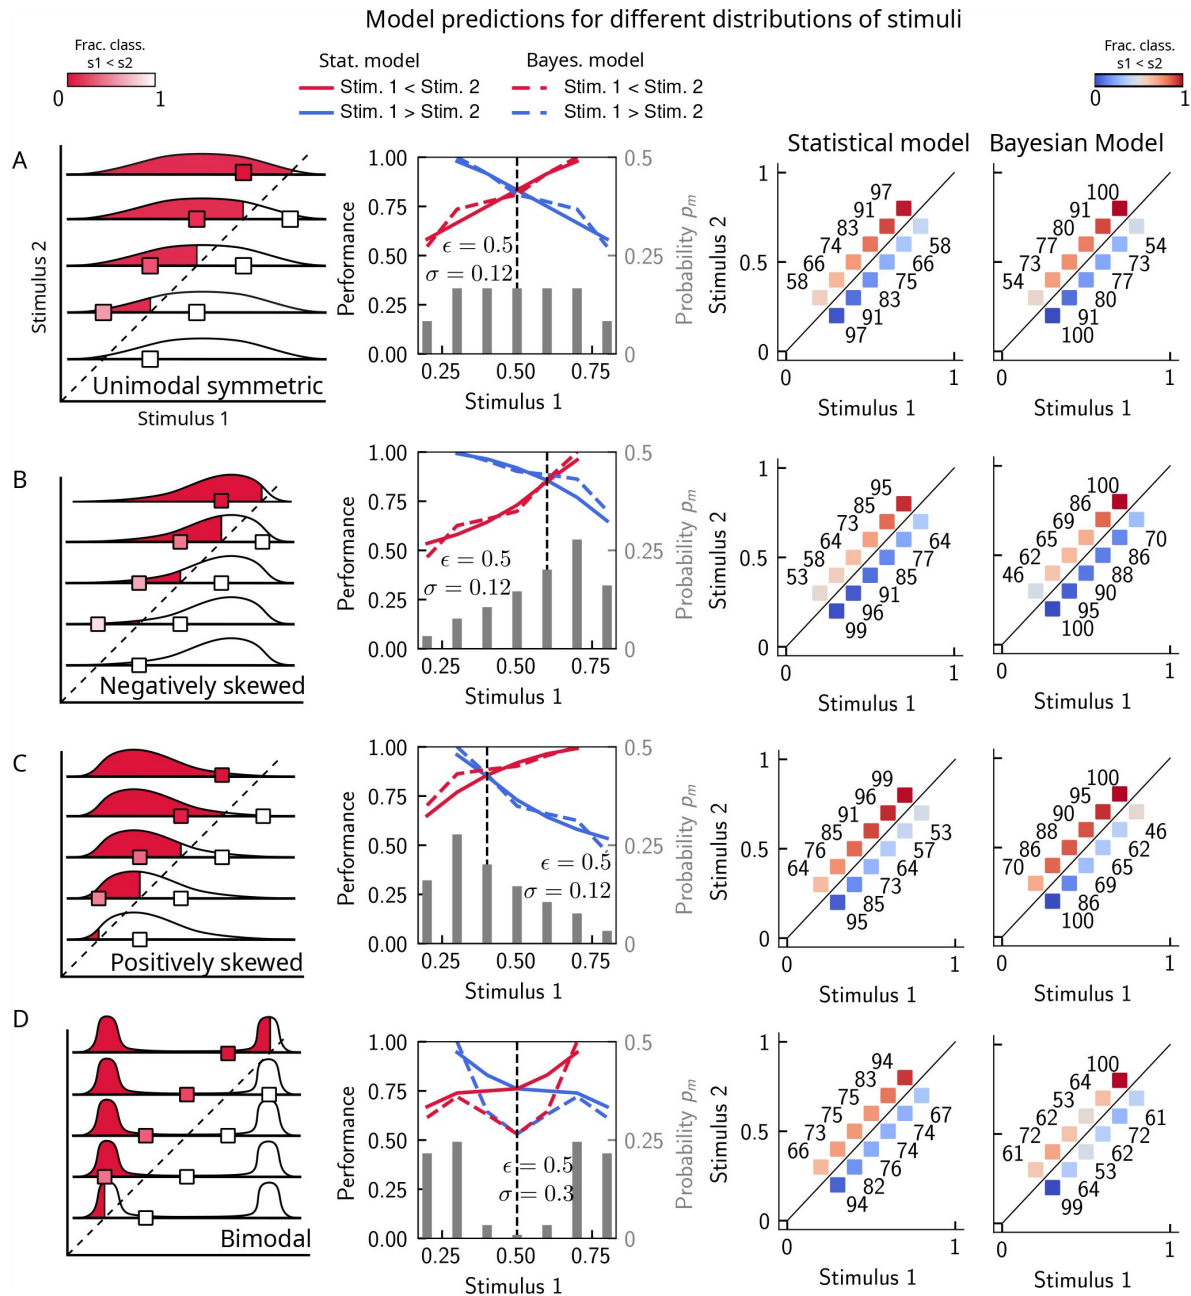 Model predictions for different distributions of stimuli
Frac. class.
s1 < s2
0 1
Stat. model Bayes. model
Stim. 1 < Stim. 2 Stim. 1 < Stim. 2
Stim. 1 > Stim. 2 Stim. 1 > Stim. 2
Frac. class.
s1 < s2
0 1
Statistical model Bayesian Model
A
Stimulus 2
Unimodal symmetric
Stimulus 1
Performance
1.00
0.75
0.50
0.25
0.00
ϵ = 0.5
σ = 0.12
0.5
0.25
0
Probability pm
0.25 0.50 0.75
Stimulus 1
Stimulus 2
1
0.5
0
97
91
83
74
66
58
58
66
75
83
91
97
0 1
Stimulus 1
100
91
80
77
73
54
54
73
77
80
91
100
0 1
Stimulus 1
B
Negatively skewed
Performance
1.00
0.75
0.50
0.25
0.00
ϵ = 0.5
σ = 0.12
0.5
0.25
0
Probability pm
0.25 0.50 0.75
Stimulus 1
Stimulus 2
1
0.5
0
95
85
73
64
58
53
64
77
85
91
96
99
0 1
Stimulus 1
100
86
69
65
62
46
70
86
88
90
95
100
0 1
Stimulus 1
C
Positively skewed
Performance
1.00
0.75
0.50
0.25
0.00
ϵ = 0.5
σ = 0.12
0.5
0.25
0
Probability pm
0.25 0.50 0.75
Stimulus 1
Stimulus 2
1
0.5
0
99
96
91
85
76
64
53
57
64
73
85
95
0 1
Stimulus 1
100
95
90
88
86
70
46
62
65
69
86
100
0 1
Stimulus 1
D
Bimodal
Performance
1.00
0.75
0.50
0.25
0.00
ϵ = 0.5
σ = 0.3
0.5
0.25
0
Probability pm
0.25 0.50 0.75
Stimulus 1
Stimulus 2
1
0.5
0
94
83
75
75
73
66
67
74
74
76
82
94
0 1
Stimulus 1
100
64
53
62
72
61
61
72
62
53
64
99
0 1
Stimulus 1